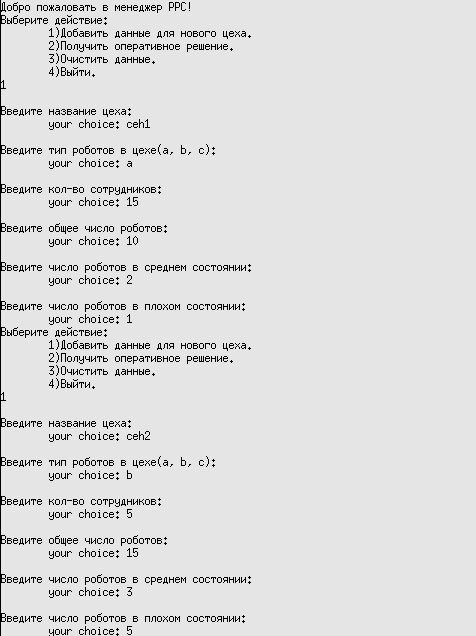 Добро пожаловать в менеджер РРС!
Выберите действие:
1)Добавить данные для нового цеха.
2)Получить оперативное решение.
3)Очистить данные.
4)Выйти.
1
Введите название цеха:
your choice: ceh1
Введите тип роботов в цехе(a, b, c):
your choice: a
Введите кол-во сотрудников:
your choice: 15
Введите общее число роботов:
your choice: 10
Введите число роботов в среднем состоянии:
your choice: 2
Введите число роботов в плохом состоянии:
your choice: 1
Выберите действие:
1)Добавить данные для нового цеха.
2)Получить оперативное решение.
3)Очистить данные.
4)Выйти.
1
Введите название цеха:
your choice: ceh2
Введите тип роботов в цехе(a, b, c):
your choice: b
Введите кол-во сотрудников:
your choice: 5
Введите общее число роботов:
your choice: 15
Введите число роботов в среднем состоянии:
your choice: 3
Введите число роботов в плохом состоянии:
your choice: 5